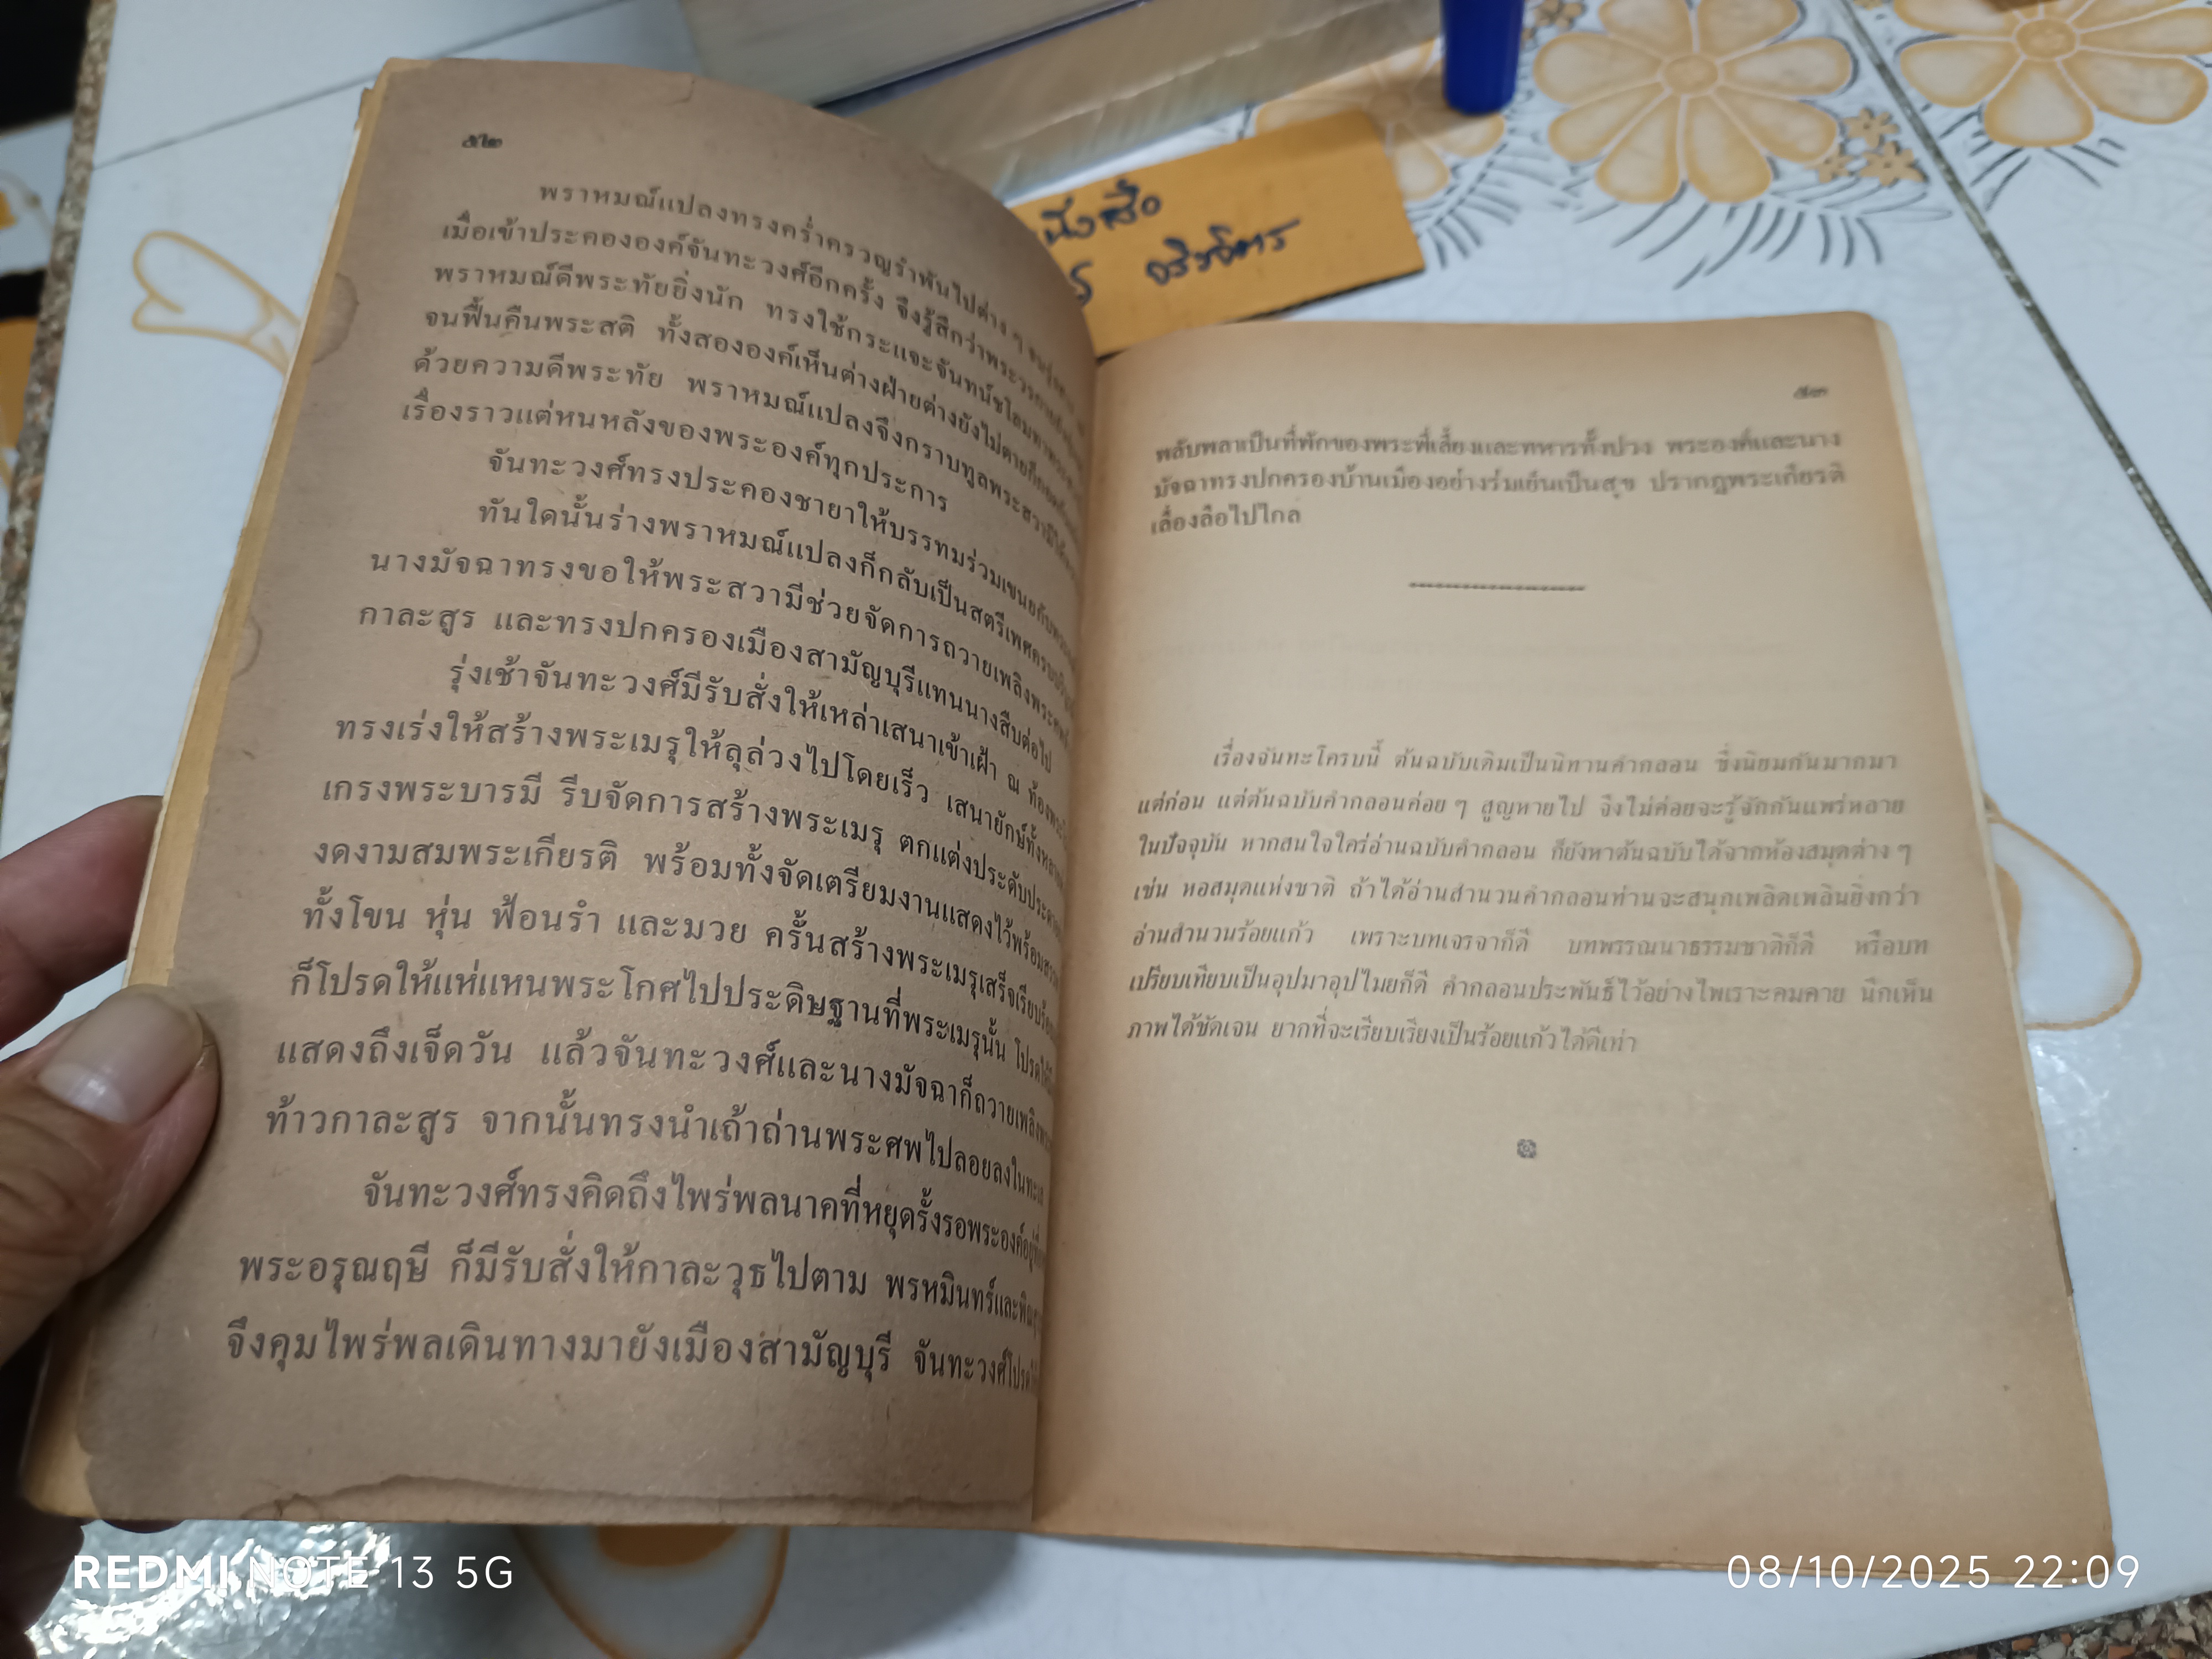 ๕๒
พราหมณ์แปลงทรงคร่ำครวญรำพันไปต่าง ๆ
เมื่อเข้าประคององค์จันทะวงศ์อีกครั้ง จึงรู้สึกว่าพระวรกาย
พราหมณ์ดีพระทัยยิ่งนัก ทรงใช้กระแจะจันทน์ชโลมทา
จนฟื้นคืนพระสติ ทั้งสององค์เห็นต่างฝ่ายต่างยังไม่ตาย
ด้วยความดีพระทัย พราหมณ์แปลงจึงกราบทูลพระสวามี
เรื่องราวแต่หนหลังของพระองค์ทุกประการ
จันทะวงศ์ทรงประคองชายาให้บรรทมร่วมเขนย
ทันใดนั้นร่างพราหมณ์แปลงก็กลับเป็นสตรีเพศ
นางมัจฉาทรงขอให้พระสวามีช่วยจัดการถวายเพลิงพระศพ
กาละสูร และทรงปกครองเมืองสามัญบุรีแทนนางสืบต่อไป
รุ่งเช้าจันทะวงศ์มีรับสั่งให้เหล่าเสนาเข้าเฝ้า ณ
ทรงเร่งให้สร้างพระเมรุให้ลุล่วงไปโดยเร็ว เสนายักษ์
เกรงพระบารมี รีบจัดการสร้างพระเมรุ ตกแต่งประดับ
งดงามสมพระเกียรติ พร้อมทั้งจัดเตรียมงานแสดงไว้พร้อม
ทั้งโขน หุ่น ฟ้อนรำ และมวย ครั้นสร้างพระเมรุเสร็จเรียบร้อย
ก็โปรดให้แห่แหนพระโกศไปประดิษฐานที่พระเมรุนั้น
แสดงถึงเจ็ดวัน แล้วจันทะวงศ์และนางมัจฉาก็ถวายเพลิง
ท้าวกาละสูร จากนั้นทรงนำเถ้าถ่านพระศพไปลอยลงในทะเล
จันทะวงศ์ทรงคิดถึงไพร่พลนาคที่หยุดรั้งรอพระองค์
พระอรุณฤษี ก็มีรับสั่งให้กาละวุธไปตาม พรหมินทร์และ
จึงคุมไพร่พลเดินทางมายังเมืองสามัญบุรี จันทะวงศ์โปรด
๕๓
พลับพลาเป็นที่พักของพระพี่เลี้ยงและทหารทั้งปวง พระองค์และนาง
มัจฉาทรงปกครองบ้านเมืองอย่างร่มเย็นเป็นสุข ปรากฏพระเกียรติ
เลื่องลือไปไกล
เรื่องจันทะโครบนี้ ต้นฉบับเดิมเป็นนิทานคำกลอน ซึ่งนิยมกันมากมา
แต่ก่อน แต่ต้นฉบับคำกลอนค่อย ๆ สูญหายไป จึงไม่ค่อยจะรู้จักกันแพร่หลาย
ในปัจจุบัน หากสนใจใคร่อ่านฉบับคำกลอน ก็ยังหาต้นฉบับได้จากห้องสมุดต่าง ๆ
เช่น หอสมุดแห่งชาติ ถ้าได้อ่านสำนวนคำกลอนท่านจะสนุกเพลิดเพลินยิ่งกว่า
อ่านสำนวนร้อยแก้ว เพราะบทเจรจาก็ดี บทพรรณนาธรรมชาติก็ดี หรือบท
เปรียบเทียบเป็นอุปมาอุปไมยก็ดี คำกลอนประพันธ์ไว้อย่างไพเราะคมคาย นึกเห็น
ภาพได้ชัดเจน ยากที่จะเรียบเรียงเป็นร้อยแก้วได้ดีเท่า
REDMI NOTE 13 5G
08/10/2025 22:09